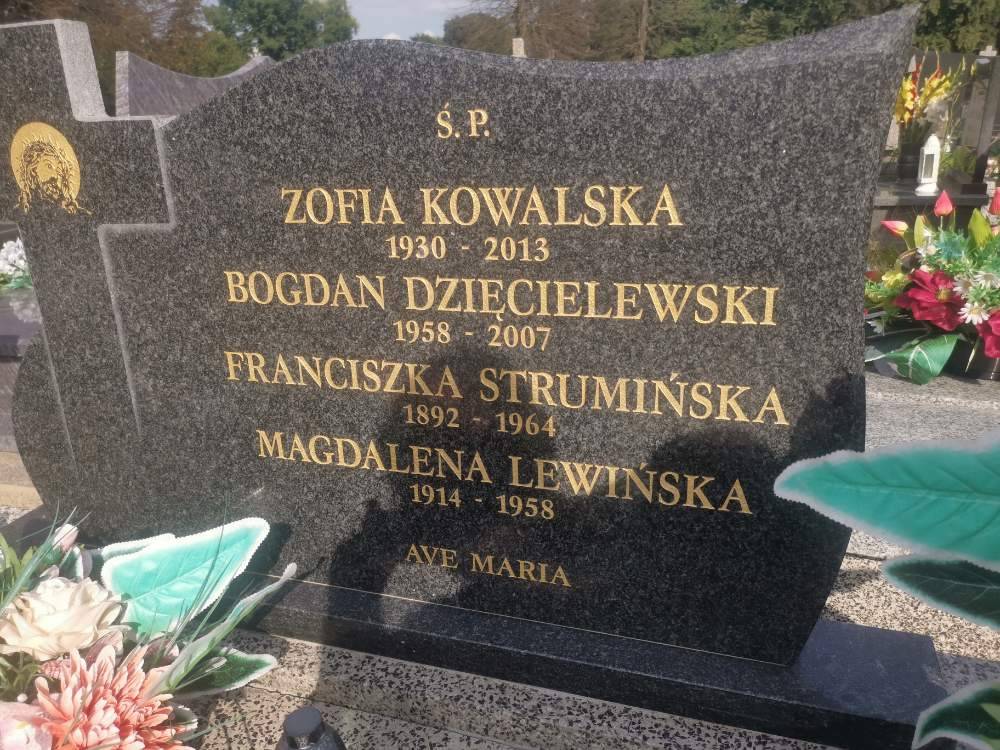 Ś. P.
ZOFIA KOWALSKA
1930 - 2013
BOGDAN DZIĘCIELEWSKI
1958 - 2007
FRANCISZKA STRUMIŃSKA
1892 - 1964
MAGDALENA LEWIŃSKA
1914 - 1958
AVE MARIA